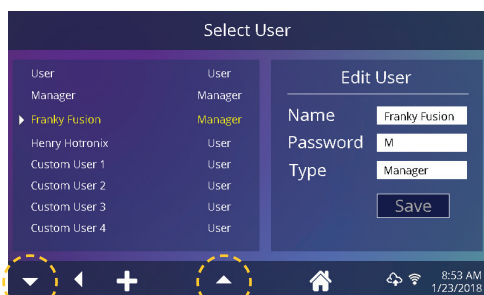 Select User
User User
Manager Manager
Franky Fusion Manager
Henry Hotronix User
Custom User 1 User
Custom User 2 User
Custom User 3 User
Custom User 4 User
Edit User
Name Franky Fusion
Password M
Type Manager
Save
8:53 AM
1/23/2018